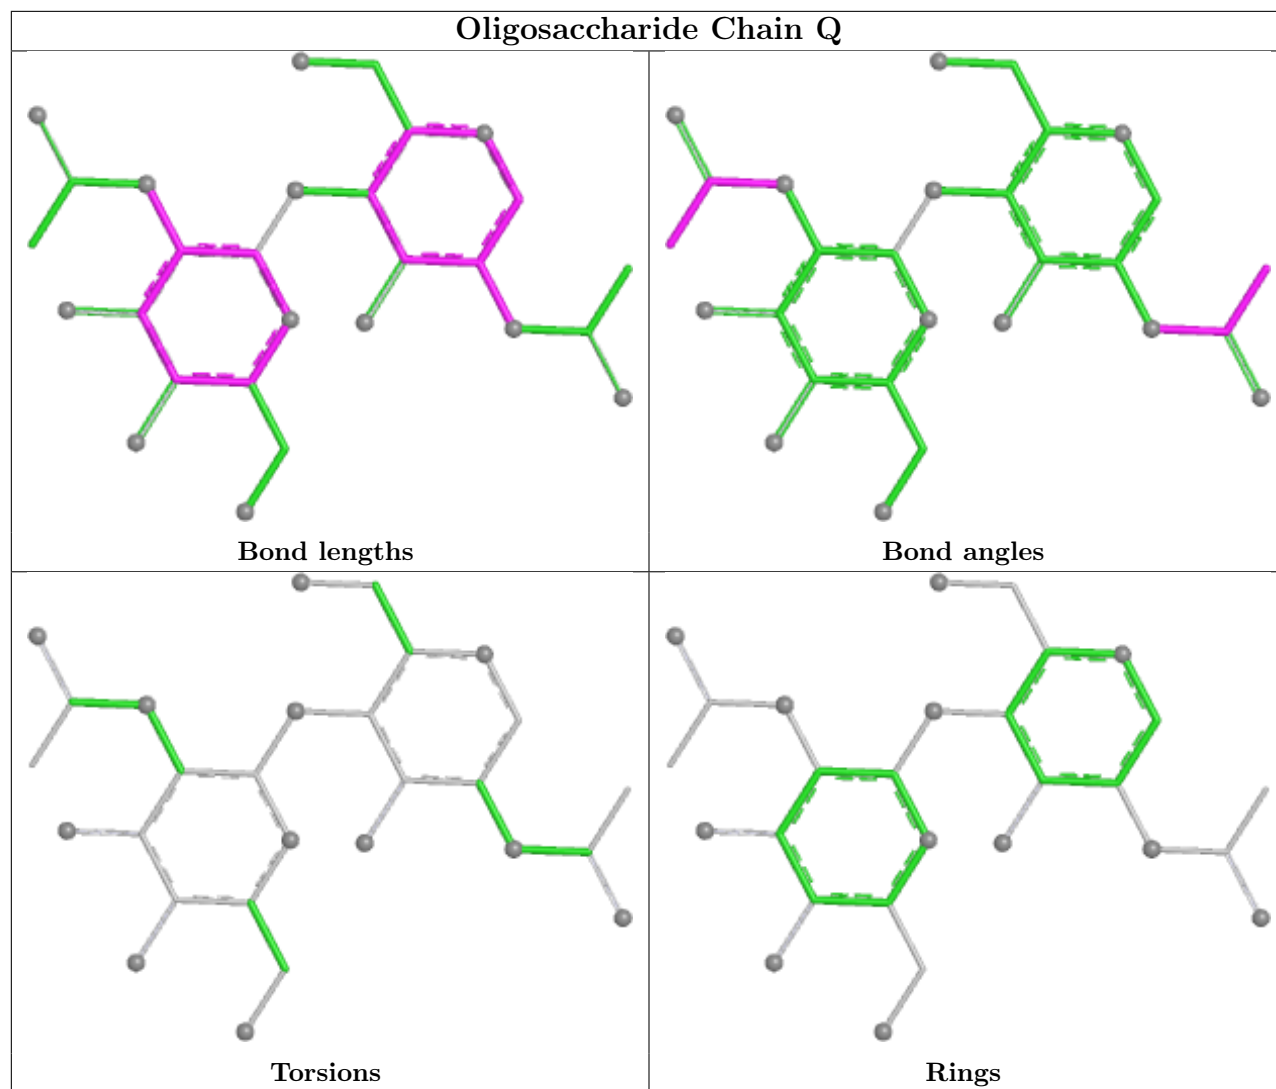 Oligosaccharide Chain Q
Bond lengths
Bond angles
Torsions
Rings